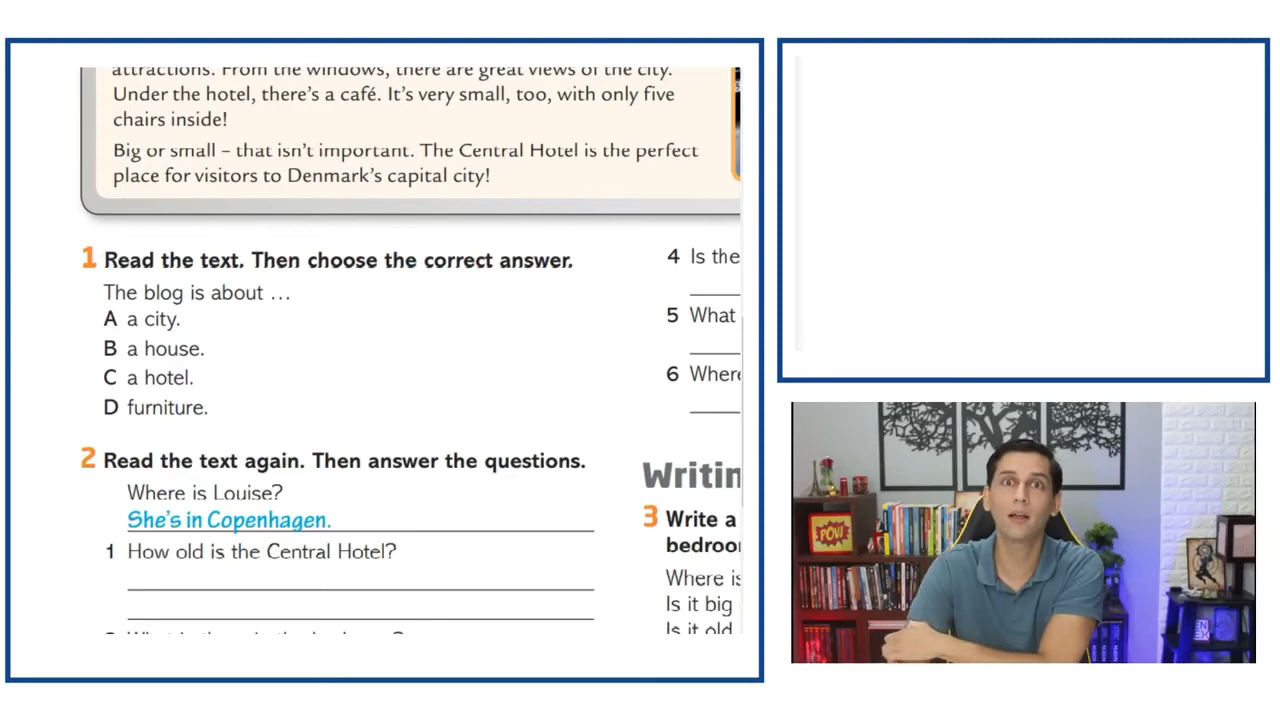 attractions. From the windows, there are great views of the city.
Under the hotel, there's a café. It's very small, too, with only five
chairs inside!
Big or small – that isn't important. The Central Hotel is the perfect
place for visitors to Denmark's capital city!
1 Read the text. Then choose the correct answer.
The blog is about …
A a city.
B a house.
C a hotel.
D furniture.
2 Read the text again. Then answer the questions.
Where is Louise?
She's in Copenhagen.
1 How old is the Central Hotel?
4 Is the
5 What
6 Where
Writin
3 Write a
bedroo
Where is
Is it big
Is it old
POW